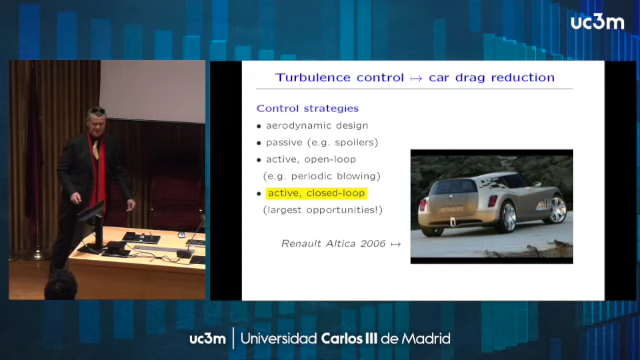 uc3m
Turbulence control ↦ car drag reduction
Control strategies
• aerodynamic design
• passive (e.g. spoilers)
• active, open-loop
(e.g. periodic blowing)
• active, closed-loop
(largest opportunities!)
Renault Altica 2006 ↦
uc3m | Universidad Carlos III de Madrid